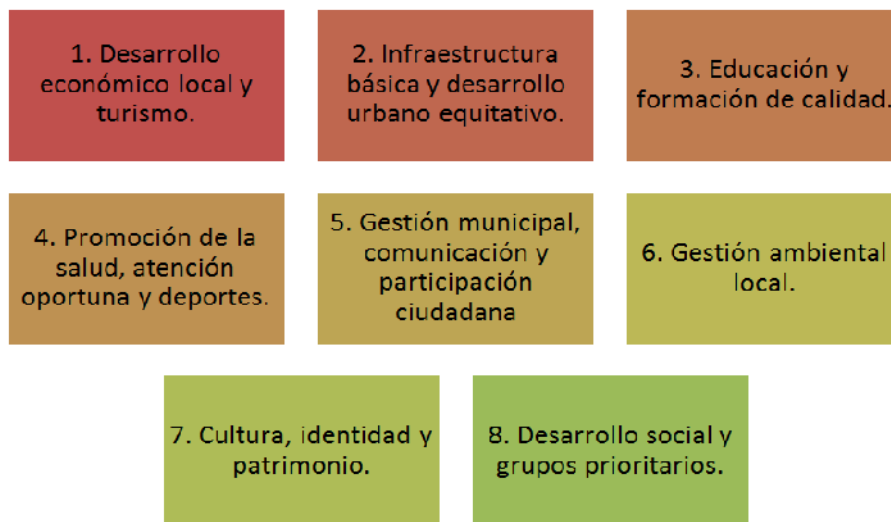 1. Desarrollo
económico local y
turismo.
2. Infraestructura
básica y desarrollo
urbano equitativo.
3. Educación y
formación de calidad.
4. Promoción de la
salud, atención
oportuna y deportes.
5. Gestión municipal,
comunicación y
participación
ciudadana
6. Gestión ambiental
local.
7. Cultura, identidad y
patrimonio.
8. Desarrollo social y
grupos prioritarios.